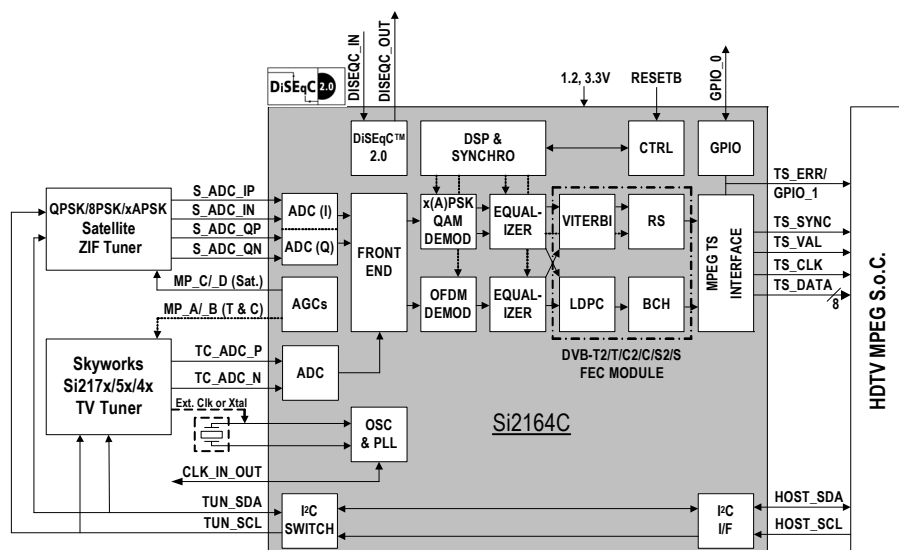 DiSEqC 2.0
DISEQC_IN
DISEQC_OUT
1.2, 3.3V
RESETB
GPIO_0
DiSEqC™
2.0
DSP &
SYNCHRO
CTRL
GPIO
TS_ERR/
GPIO_1
QPSK/8PSK/xAPSK
Satellite
ZIF Tuner
S_ADC_IP
S_ADC_IN
S_ADC_QP
S_ADC_QN
ADC (I)
ADC (Q)
FRONT
END
x(A)PSK
QAM
DEMOD
EQUAL-
IZER
VITERBI
RS
MPEG TS
INTERFACE
TS_SYNC
TS_VAL
TS_CLK
TS_DATA
8
HDTV MPEG S.o.C.
MP_C/_D (Sat.)
MP_A/_B (T & C)
AGCs
OFDM
DEMOD
EQUAL-
IZER
LDPC
BCH
DVB-T2/T/C2/C/S2/S
FEC MODULE
Skyworks
Si217x/5x/4x
TV Tuner
TC_ADC_P
TC_ADC_N
ADC
Ext. Clk or Xtal
OSC
& PLL
Si2164C
CLK_IN_OUT
TUN_SDA
TUN_SCL
I²C
SWITCH
I²C
I/F
HOST_SDA
HOST_SCL